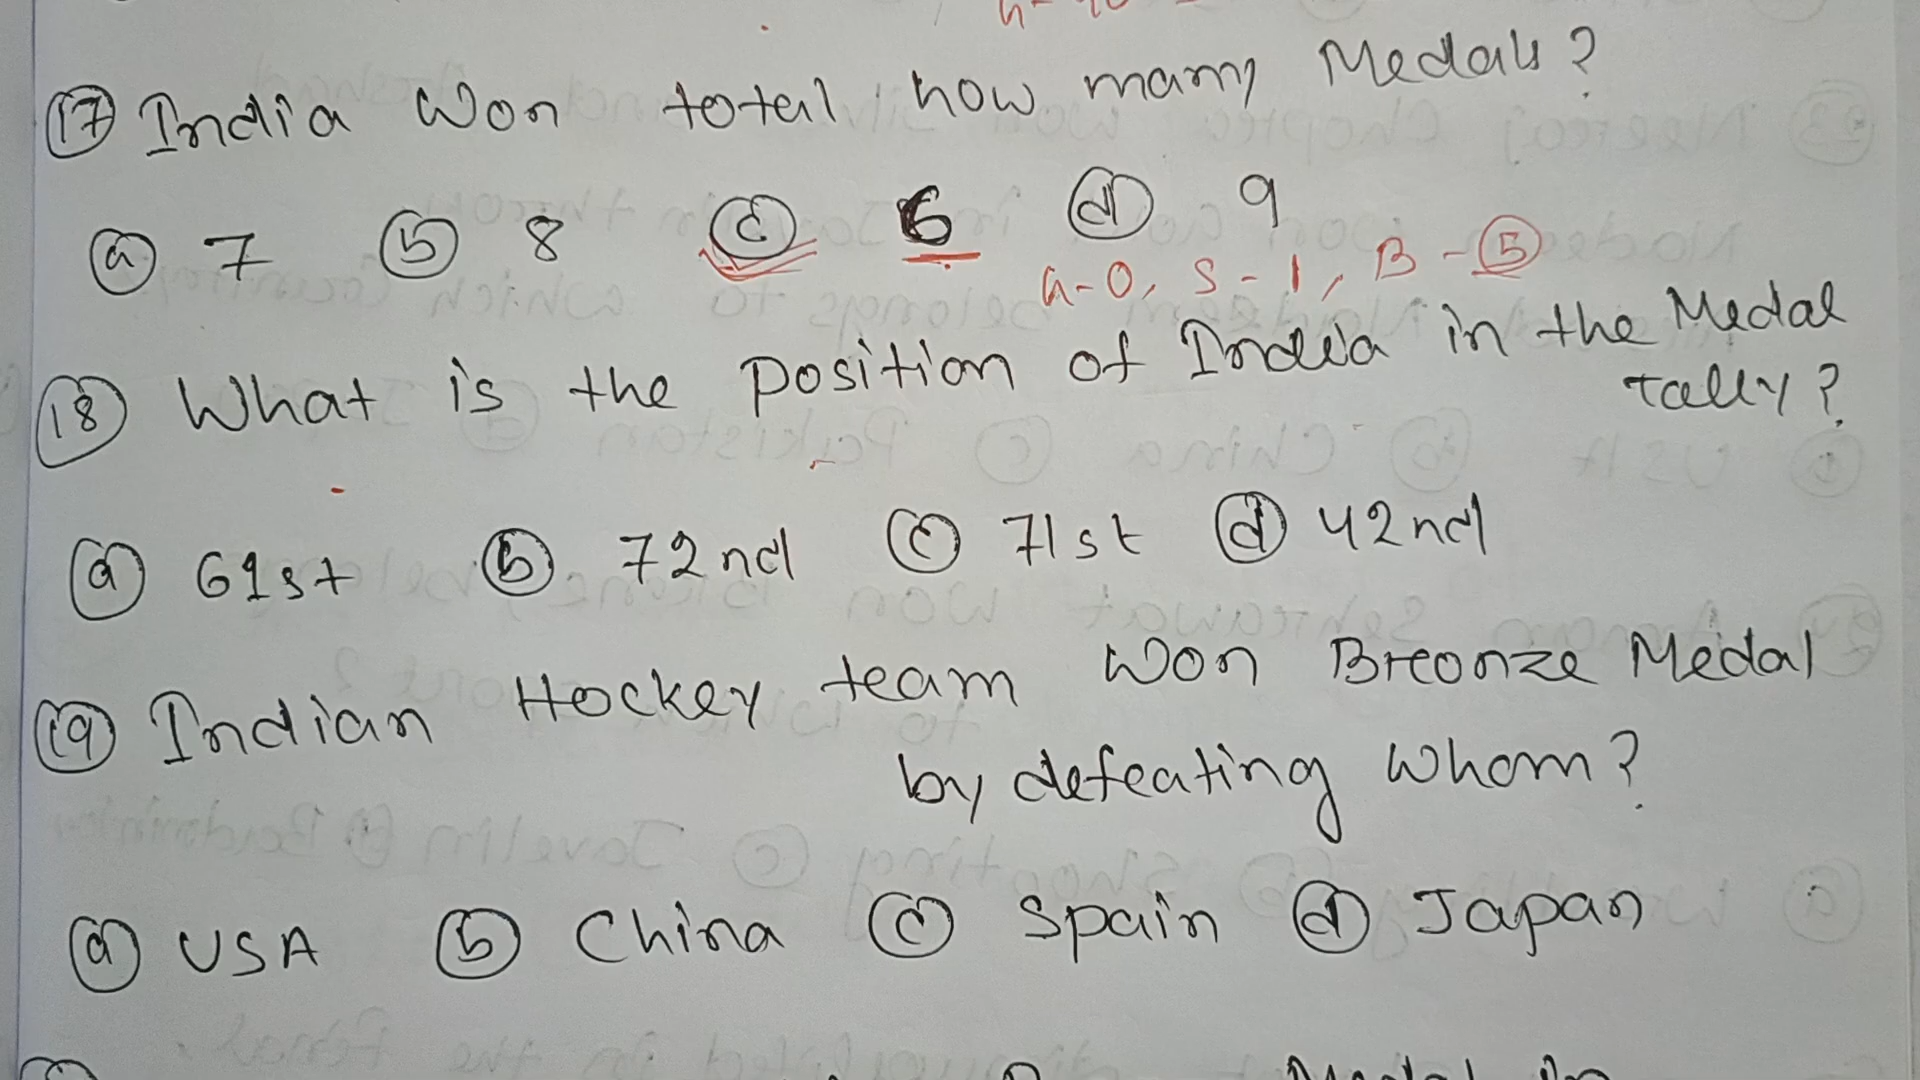 (17) India won total how many Medals?
(a) 7 (b) 8 (c) 6 (d) 9
G-0, S-1, B-(5)
(18) What is the position of India in the Medal
tally?
(a) 61st (b) 72nd (c) 71st (d) 42nd
(19) Indian Hockey team won Breonze Medal
by defeating whom?
(a) USA (b) China (c) Spain (d) Japan